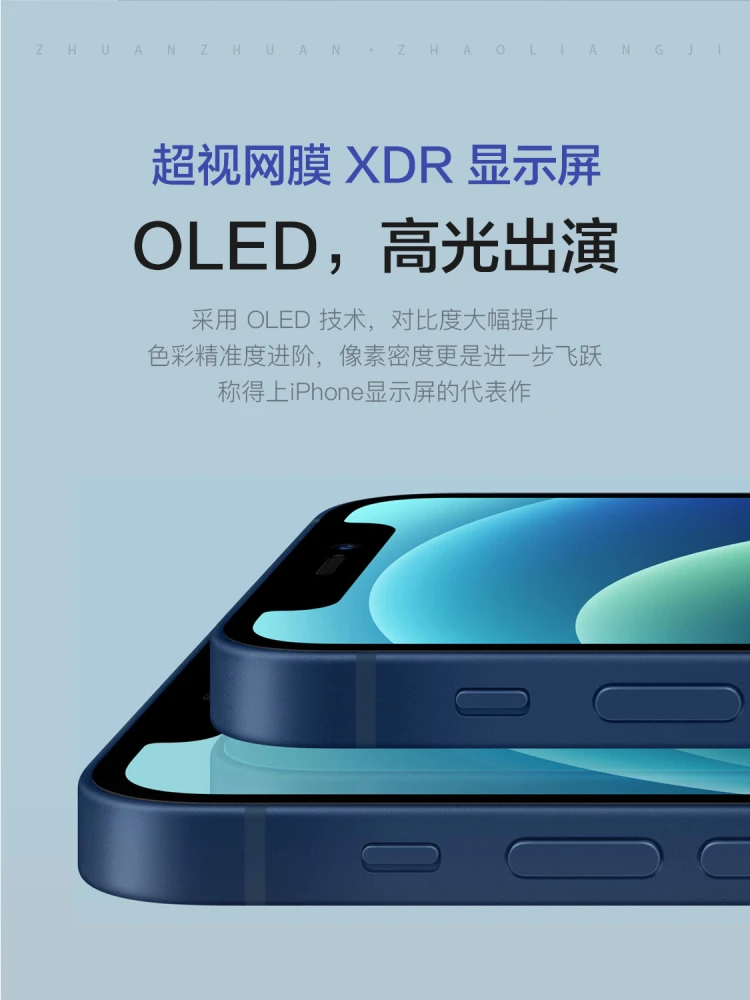 ZHUANZHUAN·ZHAOLIANGJI
超视网膜 XDR 显示屏
OLED，高光出演
采用 OLED 技术，对比度大幅提升
色彩精准度进阶，像素密度更是进一步飞跃
称得上iPhone显示屏的代表作